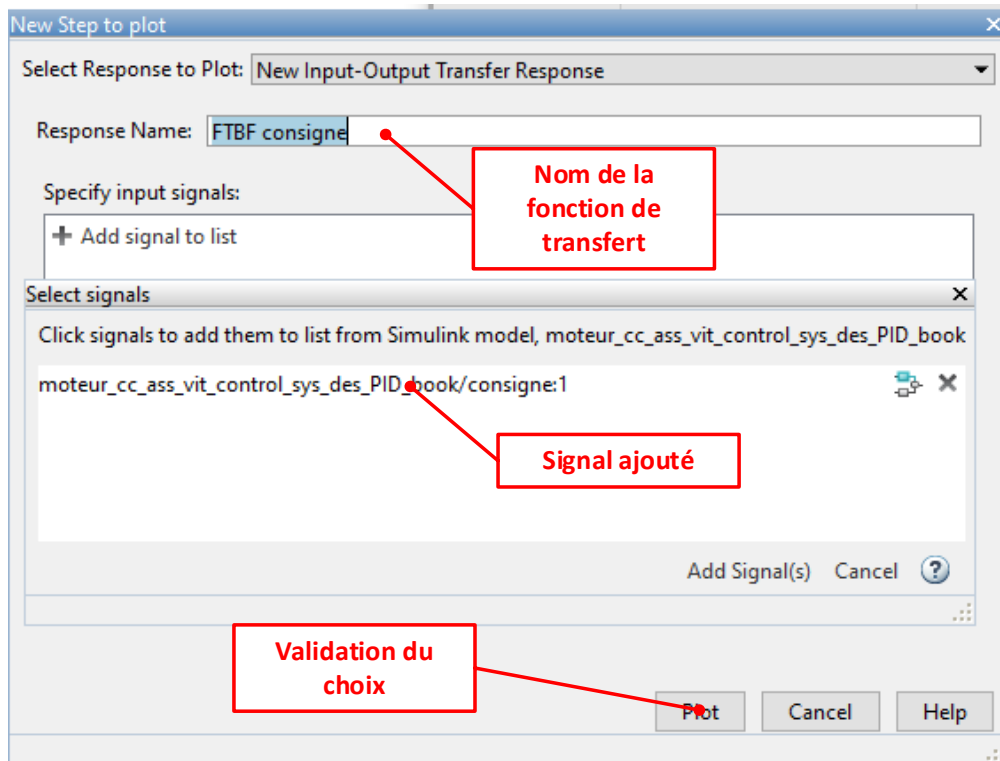 New Step to plot
Select Response to Plot: New Input-Output Transfer Response
Response Name: FTBF consigne
Nom de la
fonction de
transfert
Specify input signals:
Add signal to list
Select signals
Click signals to add them to list from Simulink model, moteur_cc_ass_vit_control_sys_des_PID_book
moteur_cc_ass_vit_control_sys_des_PID_book/consigne:1
Signal ajouté
Add Signal(s) Cancel ?
Validation du
choix
Plot Cancel Help